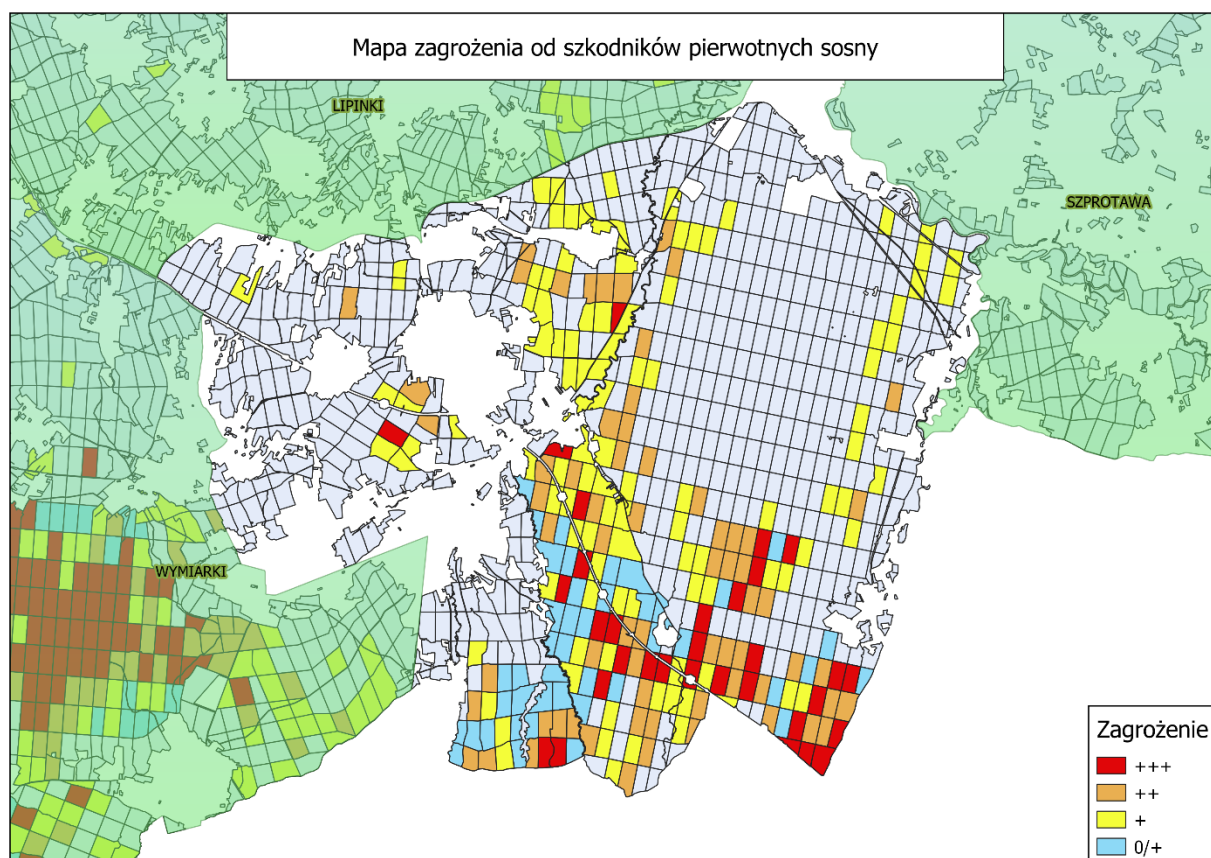 Mapa zagrożenia od szkodników pierwotnych sosny
LIPINKI
SZPROTAWA
WYMIARKI
Zagrożenie
+++
++
+
0/+